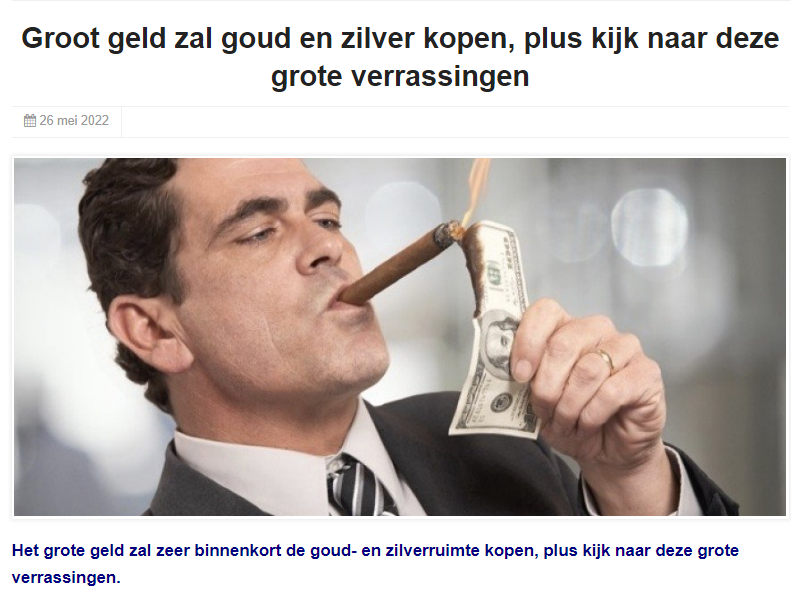 Groot geld zal goud en zilver kopen, plus kijk naar deze
grote verrassingen
26 mei 2022
Het grote geld zal zeer binnenkort de goud- en zilverruimte kopen, plus kijk naar deze grote
verrassingen.